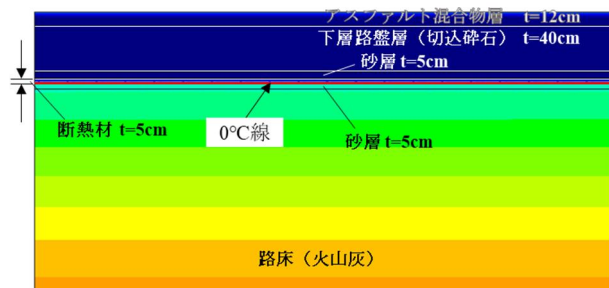 アスファルト混合物層 t=12cm
下層路盤層（切込砕石） t=40cm
砂層 t=5cm
断熱材 t=5cm
0℃線
砂層 t=5cm
路床（火山灰）